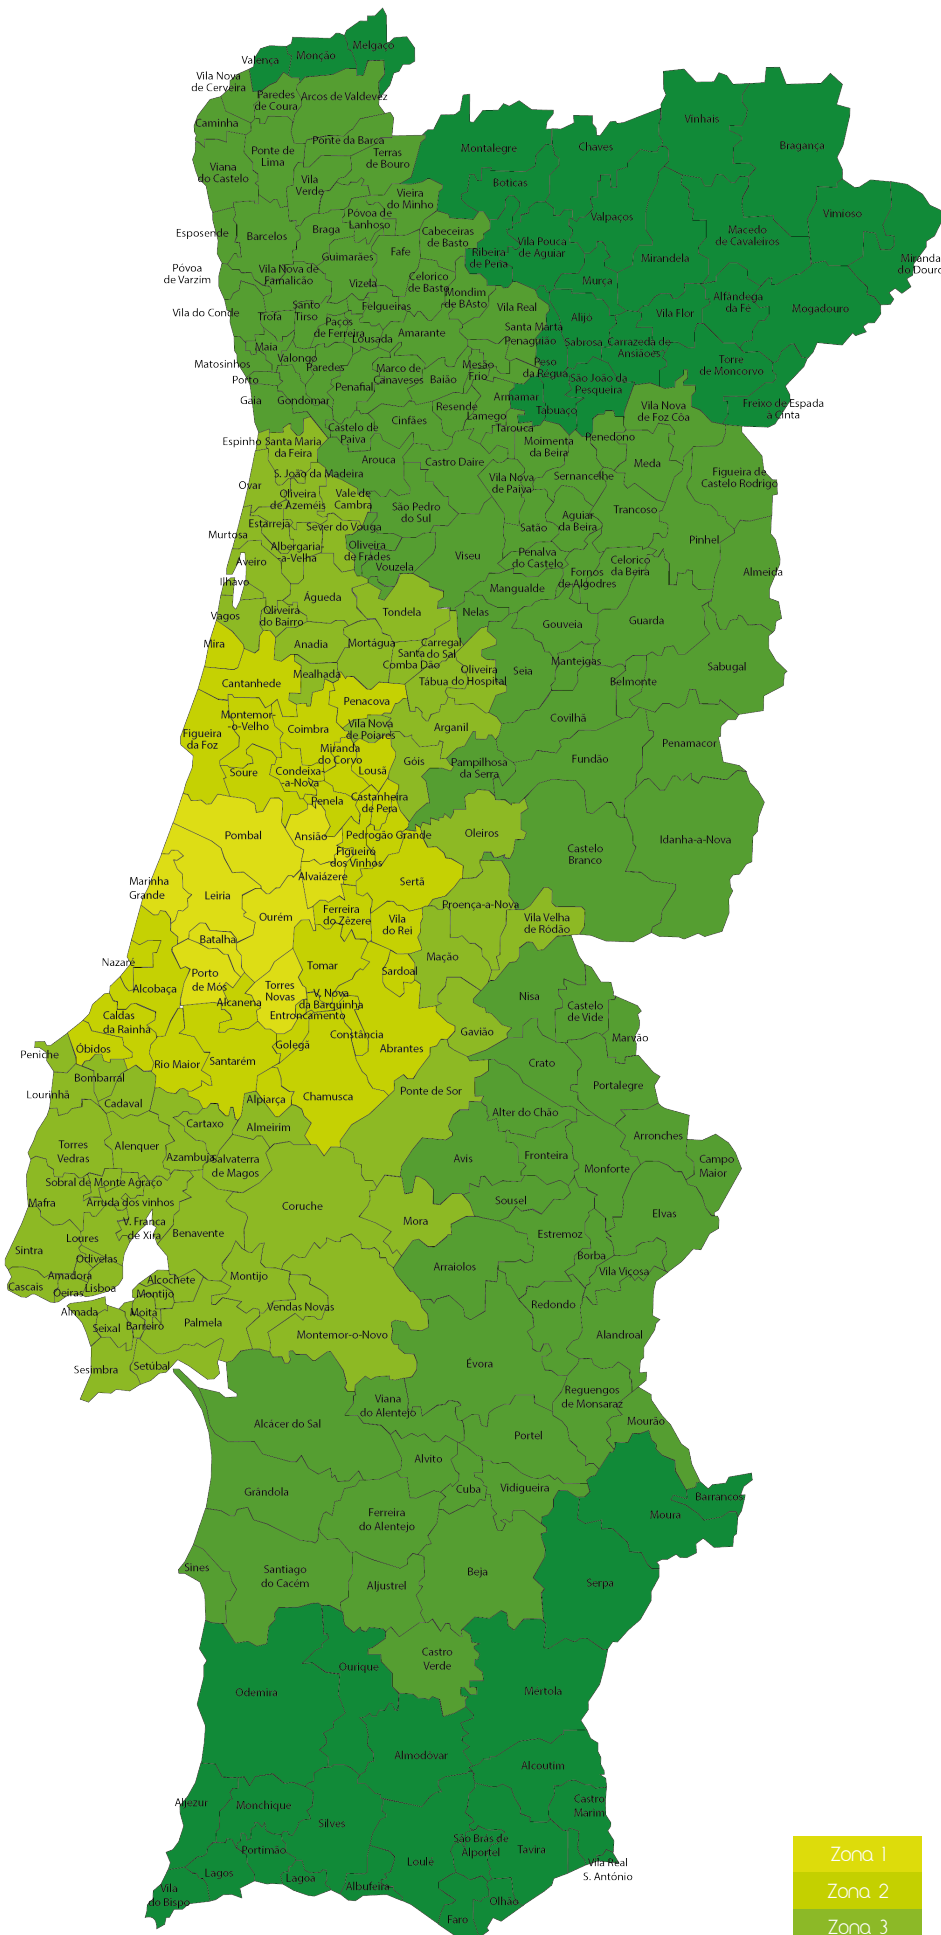 Melgaço
Monção
Valença
Vila Nova
de Cerveira
Paredes
de Coura
Arcos de Valdevez
Caminha
Ponte da Barca
Ponte de
Lima
Terras
de Bouro
Viana
do Castelo
Vila
Verde
Vieira
do Minho
Montalegre
Chaves
Vinhais
Bragança
Boticas
Valpaços
Vimioso
Macedo
de Cavaleiros
Miranda
do Douro
Mirandela
Esposende
Barcelos
Braga
Póvoa de
Lanhoso
Cabeceiras
de Basto
Fafe
Guimarães
Ribeira
de Pena
Vila Pouca
de Aguiar
Murça
Póvoa
de Varzim
Vila Nova de
Famalicão
Vizela
Celorico
de Basto
Mondim
de BAsto
Vila Real
Alfândega
da Fé
Mogadouro
Vila Flor
Alijo
Vila do Conde
Trofa
Santo
Tirso
Felgueiras
Paços
de Ferreira
Lousada
Amarante
Santa Marta
Penaguião
Sabrosa
Carrazeda de
Ansiães
Torre
de Moncorvo
Maia
Valongo
Matosinhos
Paredes
Marco de
Canaveses
Baião
Mesão
Frio
Peso
da Regua
São João da
Pesqueira
Porto
Penafiel
Gaia
Gondomar
Armamar
Resende
Lamego
Tabuaço
Vila Nova
de Foz Côa
Freixo de Espada
à Cinta
Cinfães
Castelo de
Paiva
Tarouca
Penedono
Espinho
Santa Maria
da Feira
Moimenta
da Beira
Arouca
Castro Daire
Meda
Figueira de
Castelo Rodrigo
S. João da Madeira
Vila Nova
de Paiva
Sernancelhe
Ovar
Oliveira
de Azeméis
Vale de
Cambra
São Pedro
do Sul
Aguiar
da Beira
Trancoso
Estarreja
Sever do Vouga
Satão
Murtosa
Albergaria-
-a-Velha
Oliveira
de Frades
Pinhel
Aveiro
Vouzela
Viseu
Penalva
do Castelo
Celorico
da Beira
Fornos
de Algodres
Almeida
Ilhavo
Mangualde
Águeda
Vagos
Oliveira
do Bairro
Tondela
Nelas
Gouveia
Guarda
Mira
Anadia
Mortágua
Carregal
do Sal
Santa
Comba Dão
Manteigas
Sabugal
Mealhada
Oliveira
do Hospital
Tábua
Seia
Belmonte
Cantanhede
Penacova
Montemor-
-o-Velho
Coimbra
Vila Nova
de Poiares
Arganil
Covilhã
Figueira
da Foz
Miranda
do Corvo
Góis
Pampilhosa
da Serra
Fundão
Penamacor
Soure
Condeixa-
-a-Nova
Lousã
Penela
Castanheira
de Pera
Pombal
Ansião
Pedrogão Grande
Oleiros
Idanha-a-Nova
Figueiró
dos Vinhos
Castelo
Branco
Marinha
Grande
Leiria
Alvaiázere
Sertã
Ourém
Ferreira
do Zêzere
Vila
do Rei
Proença-a-Nova
Vila Velha
de Ródão
Batalha
Nazaré
Tomar
Sardoal
Mação
Porto
de Mós
Alcobaça
Alcanena
Torres
Novas
V. Nova
da Barquinha
Entroncamento
Nisa
Castelo
de Vide
Caldas
da Rainha
Constância
Gavião
Marvão
Peniche
Óbidos
Golegã
Abrantes
Rio Maior
Santarém
Crato
Bombarral
Portalegre
Lourinhã
Cadaval
Alpiarça
Chamusca
Ponte de Sor
Cartaxo
Almeirim
Alter do Chão
Torres
Vedras
Alenquer
Azambuja
Salvaterra
de Magos
Avis
Fronteira
Arronches
Monforte
Campo
Maior
Sobral de Monte Agraço
Mafra
Arruda dos vinhos
Coruche
Sousel
Elvas
V. Franca
de Xira
Mora
Loures
Benavente
Estremoz
Sintra
Odivelas
Borba
Arraiolos
Vila Viçosa
Amadora
Cascais
Oeiras
Lisboa
Alcochete
Montijo
Montijo
Almada
Moita
Vendas Novas
Redondo
Seixal
Barreiro
Palmela
Montemor-o-Novo
Alandroal
Sesimbra
Setúbal
Évora
Reguengos
de Monsaraz
Viana
do Alentejo
Alcácer do Sal
Mourão
Portel
Alvito
Grândola
Cuba
Vidigueira
Barrancos
Moura
Ferreira
do Alentejo
Sines
Santiago
do Cacém
Aljustrel
Beja
Serpa
Castro
Verde
Ourique
Odemira
Mértola
Almodôvar
Alcoutim
Aljezur
Monchique
Castro
Marim
Silves
São Brás de
Alportel
Tavira
Portimão
Loulé
Lagos
Lagoa
Albufeira
Vila Real
S. António
Vila
do Bispo
Olhão
Faro
Zona 1
Zona 2
Zona 3